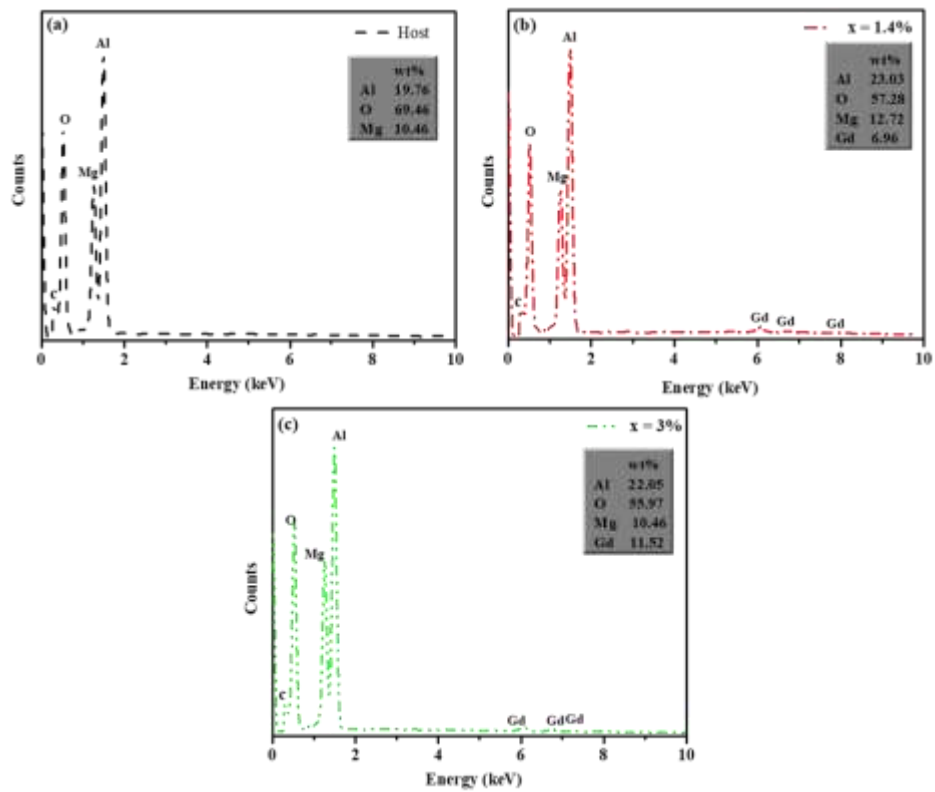 (a)
Host
Al
wt%
Al 19.76
O 69.46
Mg 10.46
O
Mg
C
Counts
0 2 4 6 8 10
Energy (keV)
(b)
x = 1.4%
Al
wt%
Al 23.03
O 57.28
Mg 12.72
Gd 6.96
O
Mg
C
Gd Gd Gd
Counts
0 2 4 6 8 10
Energy (keV)
(c)
x = 3%
Al
wt%
Al 22.05
O 55.97
Mg 10.46
Gd 11.52
O
Mg
C
Gd Gd Gd
Counts
0 2 4 6 8 10
Energy (keV)